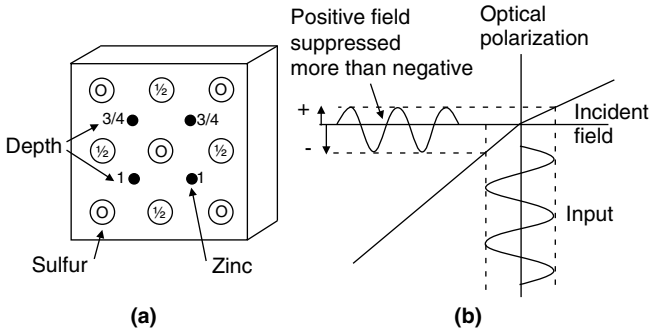 (a)
O ½ O
3/4 3/4
Depth
½ O ½
1 1
O ½ O
Sulfur
Zinc
(b)
Positive field
suppressed
more than negative
Optical
polarization
+
-
Incident
field
Input